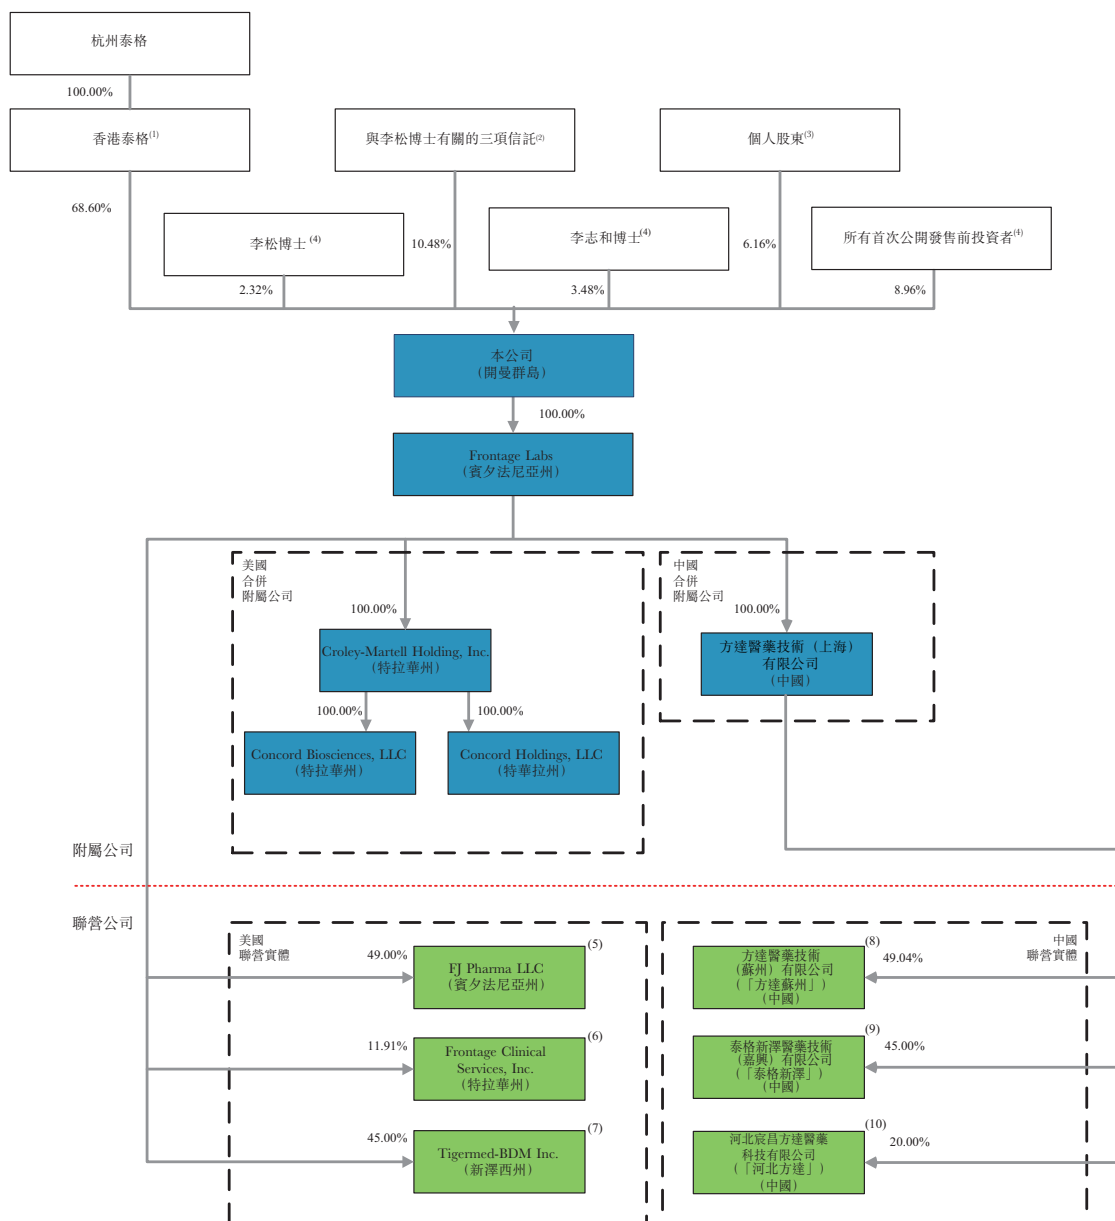 杭州泰格
100.00%
香港泰格(1)
與李松博士有關的三項信託(2)
個人股東(3)
68.60%
李松博士 (4)
10.48%
李志和博士(4)
6.16%
所有首次公開發售前投資者(4)
2.32%
3.48%
8.96%
本公司
(開曼群島)
100.00%
Frontage Labs
(賓夕法尼亞州)
美國
合併
附屬公司
中國
合併
附屬公司
100.00%
100.00%
Croley-Martell Holding, Inc.
(特拉華州)
方達醫藥技術(上海)
有限公司
(中國)
100.00%
100.00%
Concord Biosciences, LLC
(特拉華州)
Concord Holdings, LLC
(特華拉州)
附屬公司
聯營公司
美國
聯營實體
中國
聯營實體
49.00%
FJ Pharma LLC
(賓夕法尼亞州)
(5)
方達醫藥技術
(蘇州)有限公司
(「方達蘇州」)
(中國)
(8)
49.04%
11.91%
Frontage Clinical
Services, Inc.
(特拉華州)
(6)
泰格新澤醫藥技術
(嘉興)有限公司
(「泰格新澤」)
(中國)
(9)
45.00%
45.00%
Tigermed-BDM Inc.
(新澤西州)
(7)
河北宸昌方達醫藥
科技有限公司
(「河北方達」)
(中國)
(10)
20.00%